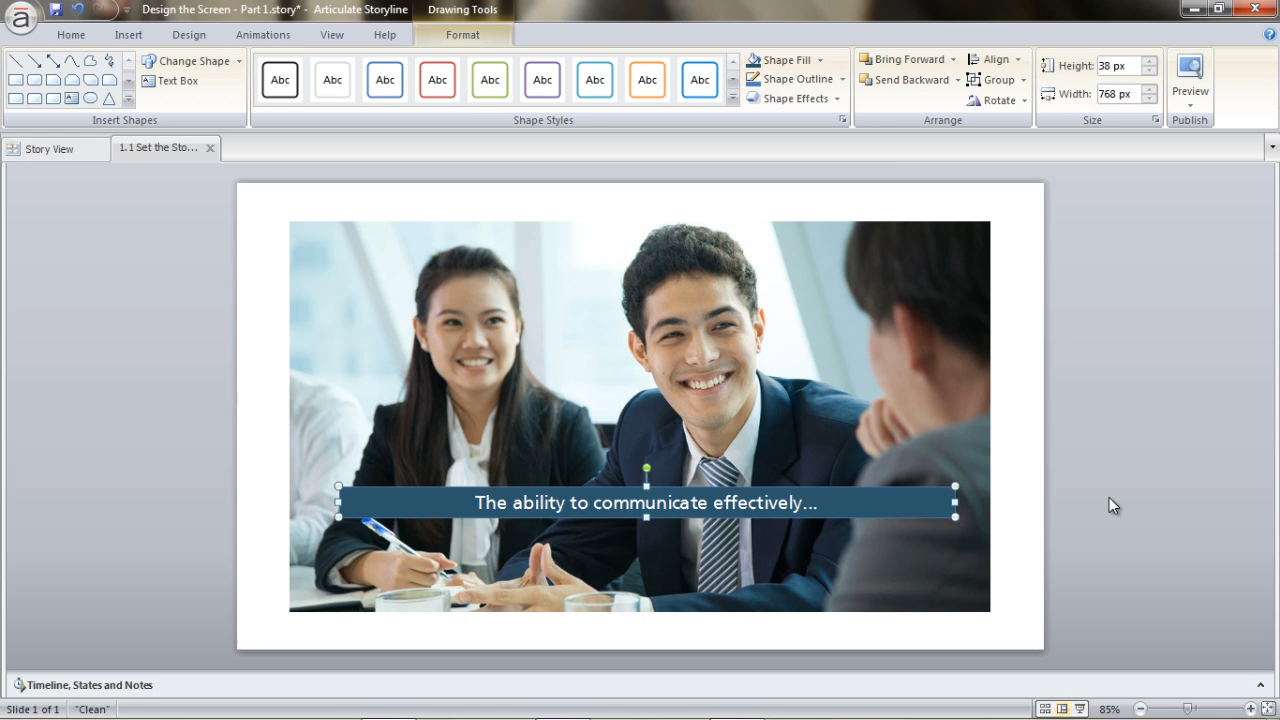 Design the Screen - Part 1.story* - Articulate Storyline
Drawing Tools
Home Insert Design Animations View Help Format
Change Shape
Text Box
Insert Shapes
Abc Abc Abc Abc Abc Abc Abc Abc Abc
Shape Fill
Shape Outline
Shape Effects
Shape Styles
Bring Forward
Send Backward
Align
Group
Rotate
Arrange
Height: 38 px
Width: 768 px
Size
Preview
Publish
Story View
1.1 Set the Sto...
The ability to communicate effectively...
Timeline, States and Notes
Slide 1 of 1 "Clean" 85%